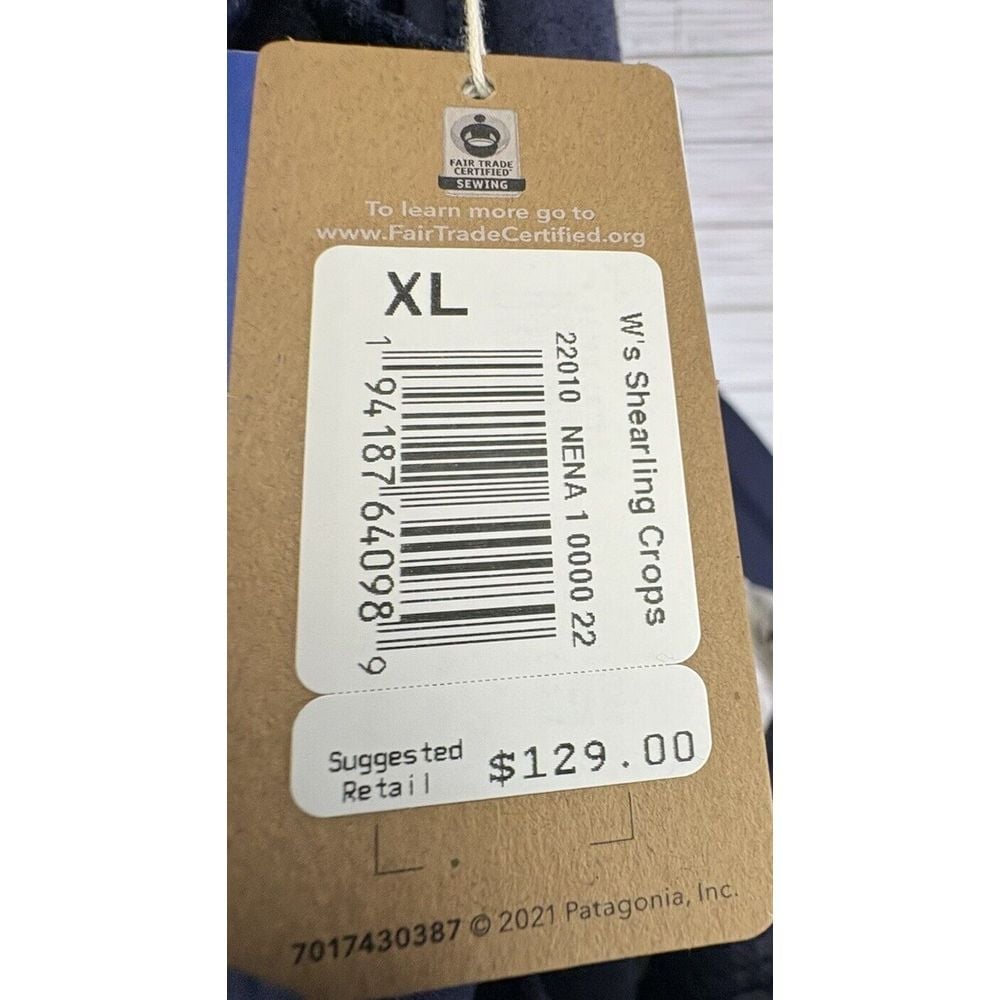 FAIR TRADE
CERTIFIED
SEWING
To learn more go to
www.FairTradeCertified.org
XL
1 94187 64098 9
22010 NENA 1 0000 22
W's Shearling Crops
Suggested
Retail
$129.00
7017430387 © 2021 Patagonia, Inc.